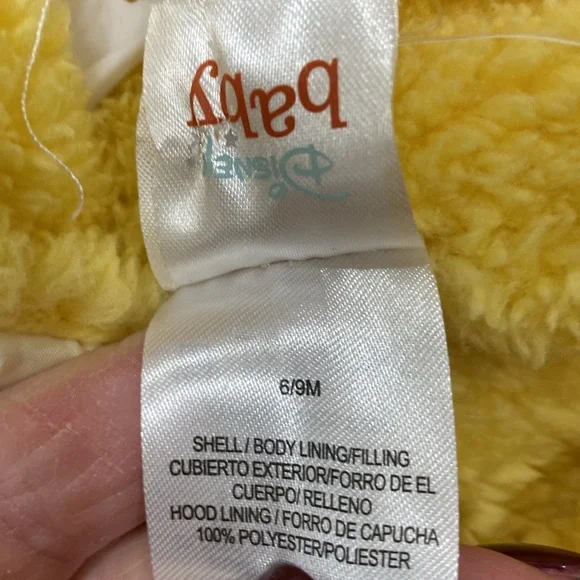 Disney
baby
6/9M
SHELL / BODY LINING/FILLING
CUBIERTO EXTERIOR/FORRO DE EL
CUERPO/ RELLENO
HOOD LINING / FORRO DE CAPUCHA
100% POLYESTER/POLIESTER